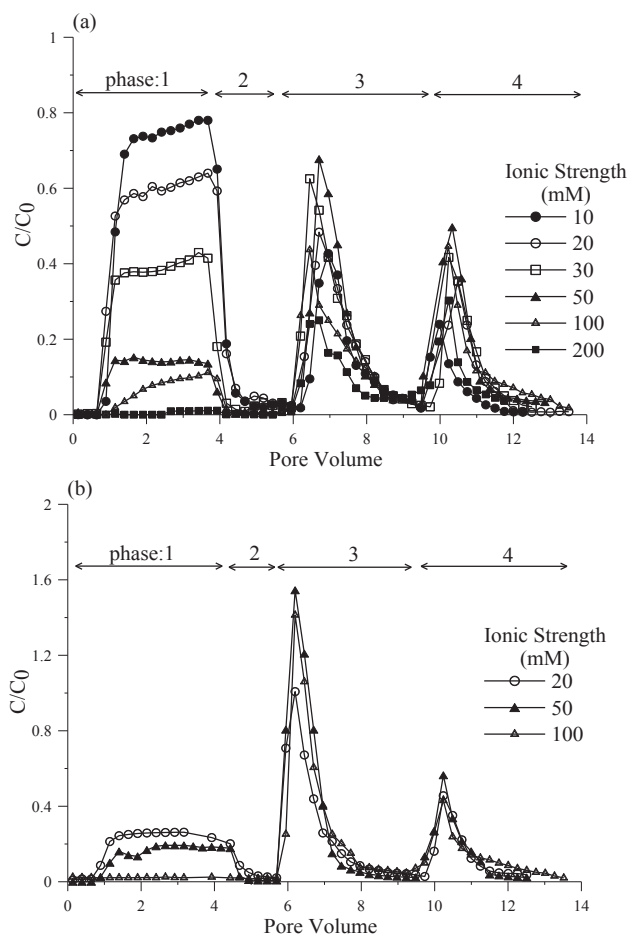 (a)
1
phase:1 2 3 4
0.8
0.6
0.4
0.2
0
C/C0
Ionic Strength
(mM)
10
20
30
50
100
200
0 2 4 6 8 10 12 14
Pore Volume
(b)
2
phase:1 2 3 4
1.6
1.2
0.8
0.4
0
C/C0
Ionic Strength
(mM)
20
50
100
0 2 4 6 8 10 12 14
Pore Volume